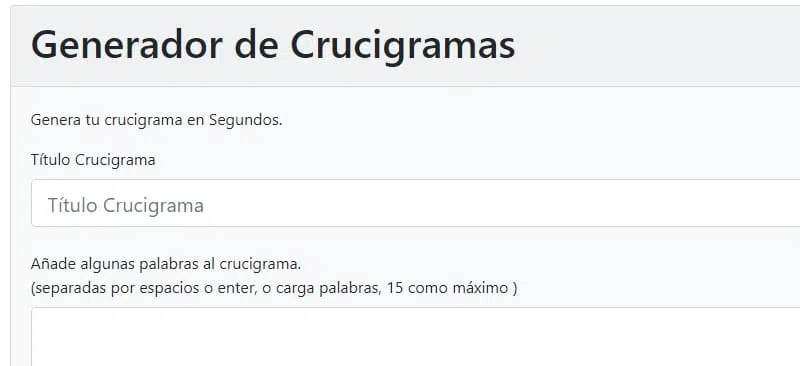 Generador de Crucigramas
Genera tu crucigrama en Segundos.
Título Crucigrama
Título Crucigrama
Añade algunas palabras al crucigrama.
(separadas por espacios o enter, o carga palabras, 15 como máximo )